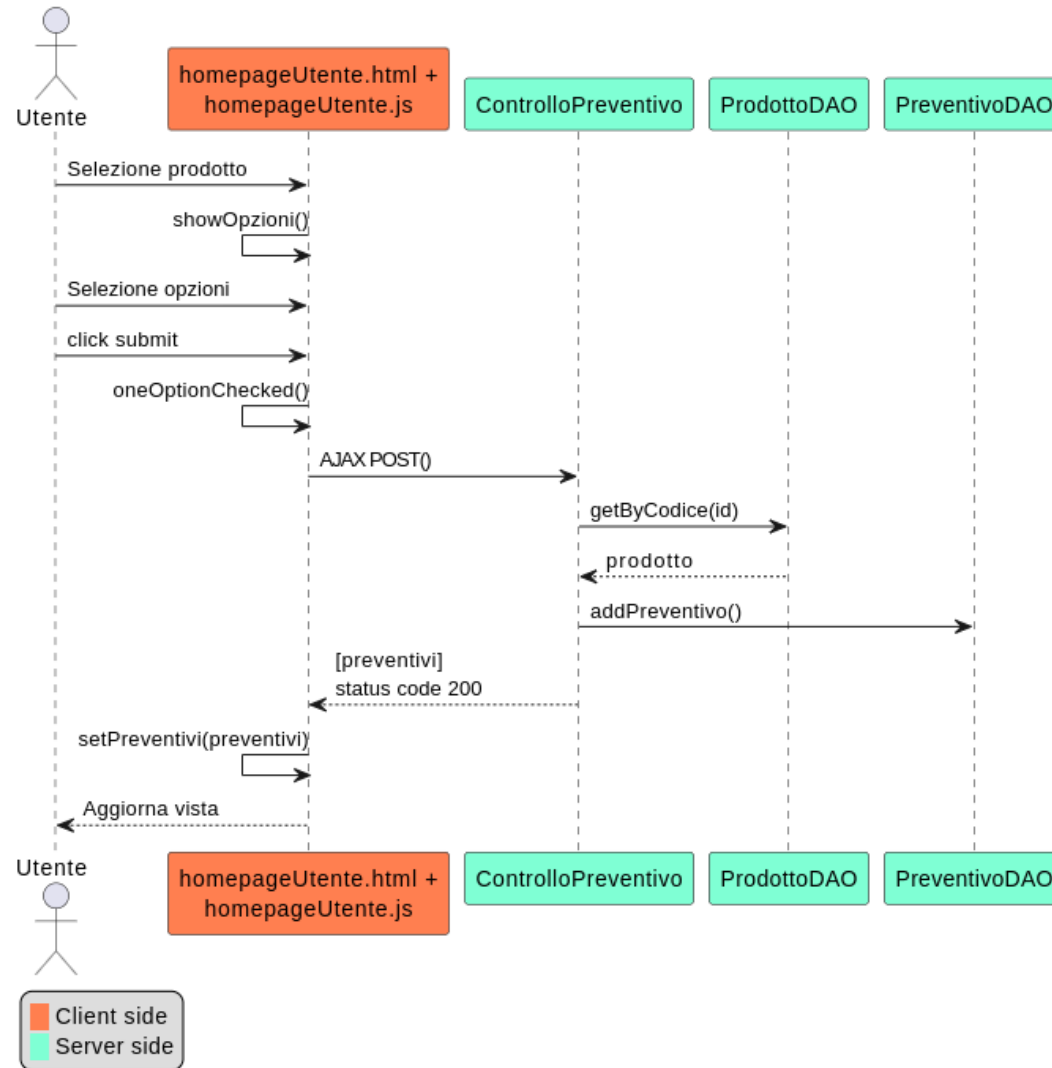 Utente
homepageUtente.html +
homepageUtente.js
ControlloPreventivo
ProdottoDAO
PreventivoDAO
Selezione prodotto
showOpzioni()
Selezione opzioni
click submit
oneOptionChecked()
AJAX POST()
getByCodice(id)
prodotto
addPreventivo()
[preventivi]
status code 200
setPreventivi(preventivi)
Aggiorna vista
Utente
homepageUtente.html +
homepageUtente.js
ControlloPreventivo
ProdottoDAO
PreventivoDAO
Client side
Server side